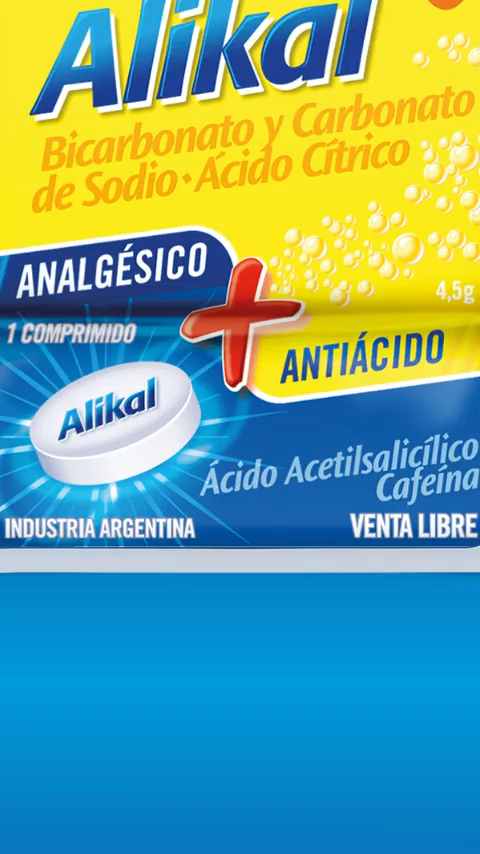 Alikal
Bicarbonato y Carbonato
de Sodio·Ácido Cítrico
ANALGÉSICO
4,5g
1 COMPRIMIDO
ANTIÁCIDO
Alikal
Ácido Acetilsalicílico
Cafeína
INDUSTRIA ARGENTINA
VENTA LIBRE